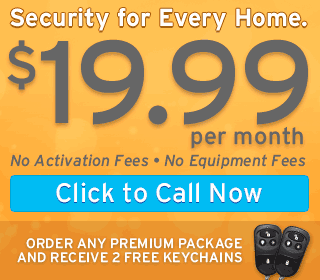 Security for Every Home.
$19.99
per month
No Activation Fees • No Equipment Fees
Click to Call Now
ORDER ANY PREMIUM PACKAGE
AND RECEIVE 2 FREE KEYCHAINS